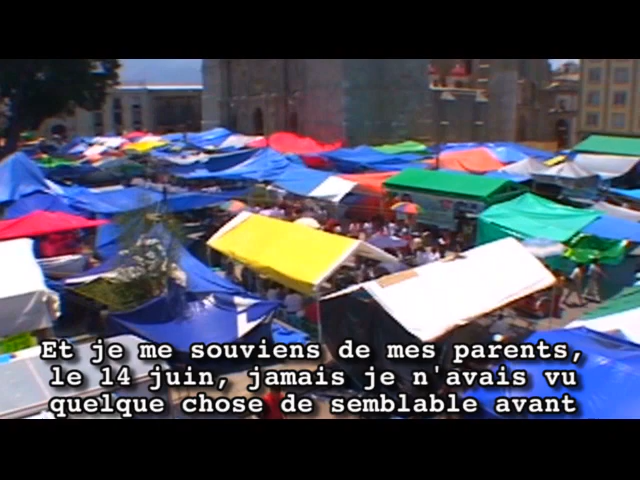 Et je me souviens de mes parents,
le 14 juin, jamais je n'avais vu
quelque chose de semblable avant